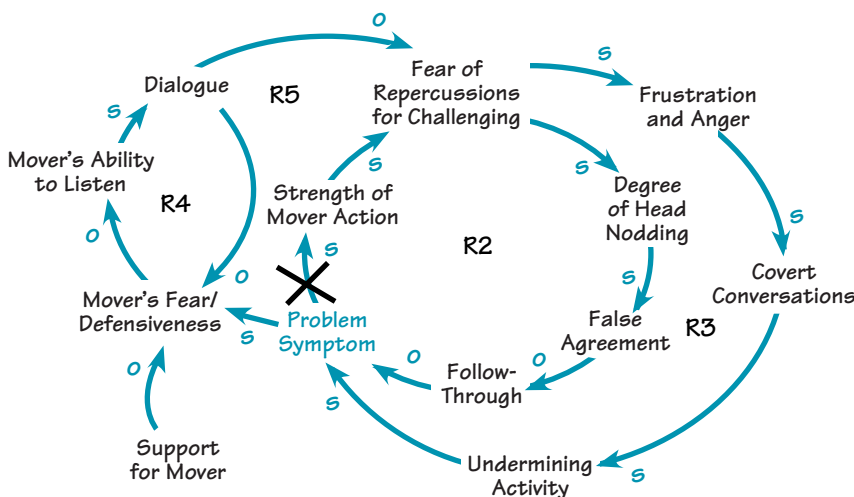 O
Dialogue
R5
Fear of
Repercussions
for Challenging
S
Frustration
and Anger
S
Mover's Ability
to Listen
S
S
Degree
of Head
Nodding
Strength of
Mover Action
R4
O
R2
S
S
S
Covert
Conversations
O
Mover's Fear/
Defensiveness
S
Problem
Symptom
False
Agreement
R3
O
O
Follow-
Through
O
S
Support
for Mover
Undermining
Activity
S